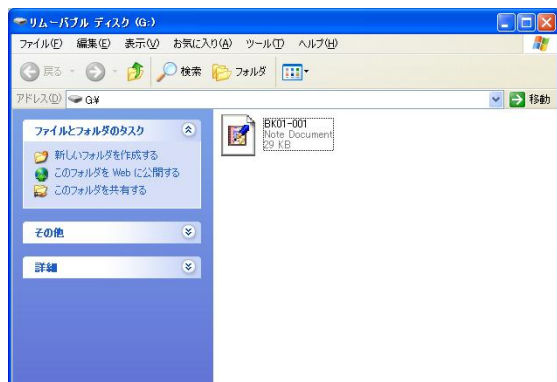 リムーバブル ディスク (G:)
ファイル(F) 編集(E) 表示(V) お気に入り(A) ツール(T) ヘルプ(H)
戻る 検索 フォルダ
アドレス(D) G:¥ 移動
ファイルとフォルダのタスク
新しいフォルダを作成する
このフォルダを Web に公開する
このフォルダを共有する
その他
詳細
BK01-001
Note Document
29 KB